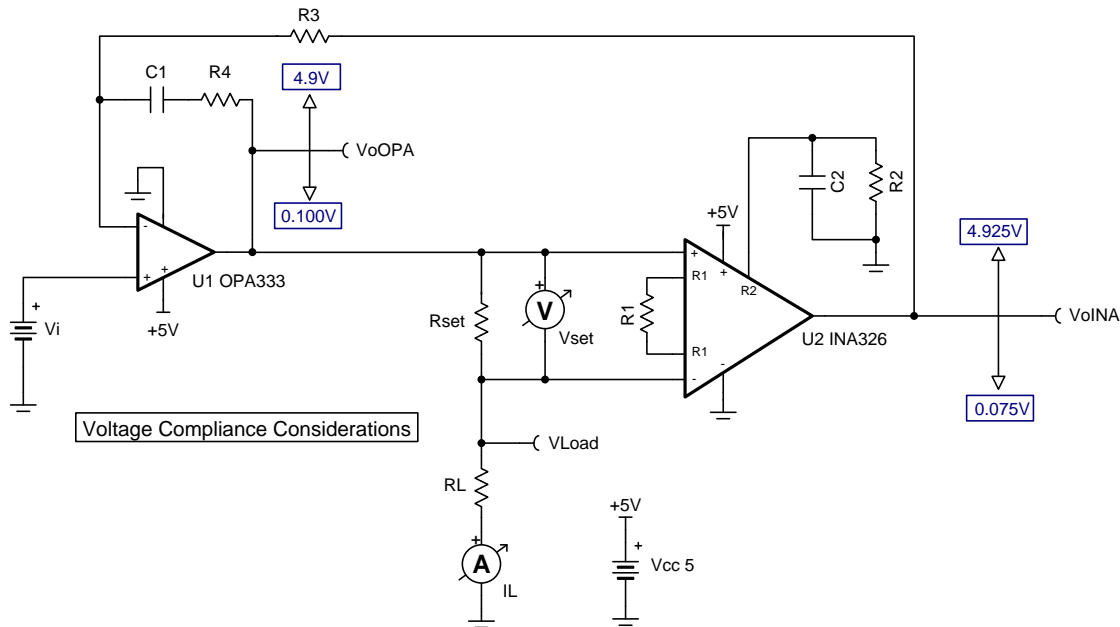 R3
C1
R4
4.9V
VoOPA
0.100V
-
+
+
U1 OPA333
+5V
+
Vi
Rset
+
V
Vset
+5V
+
+
R1
R1
R1
R2
-
-
C2
R2
U2 INA326
4.925V
VoINA
0.075V
Voltage Compliance Considerations
VLoad
RL
+
A
IL
+5V
+
Vcc 5